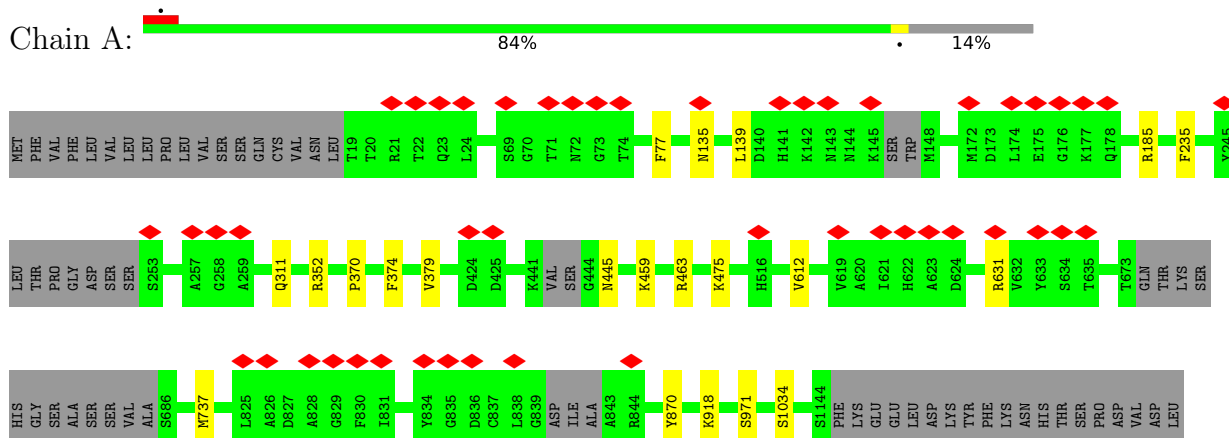 Chain A: • 84% • 14%
MET PHE VAL PHE LEU VAL LEU LEU PRO LEU VAL SER SER GLN CYS VAL ASN LEU T19 T20 R21 T22 Q23 L24 S69 G70 T71 N72 G73 T74 F77 N135 L139 D140 H141 K142 N143 N144 K145 SER TRP M148 M172 D173 L174 E175 G176 K177 Q178 R185 F235 Y245
LEU THR PRO GLY ASP SER SER S253 A257 G258 A259 Q311 R352 P370 F374 V379 D424 D425 K441 VAL SER G444 N445 K459 R463 K475 H516 V612 V619 A620 I621 H622 A623 D624 R631 V632 Y633 S634 T635 T673 GLN THR LYS SER
HIS GLY SER ALA SER SER VAL ALA S686 M737 L825 A826 D827 A828 G829 F830 I831 Y834 G835 D836 C837 L838 G839 ASP ILE ALA A843 R844 Y870 K918 S971 S1034 S1144 PHE LYS GLU GLU LEU ASP LYS TYR PHE LYS ASN HIS THR SER PRO ASP VAL ASP LEU